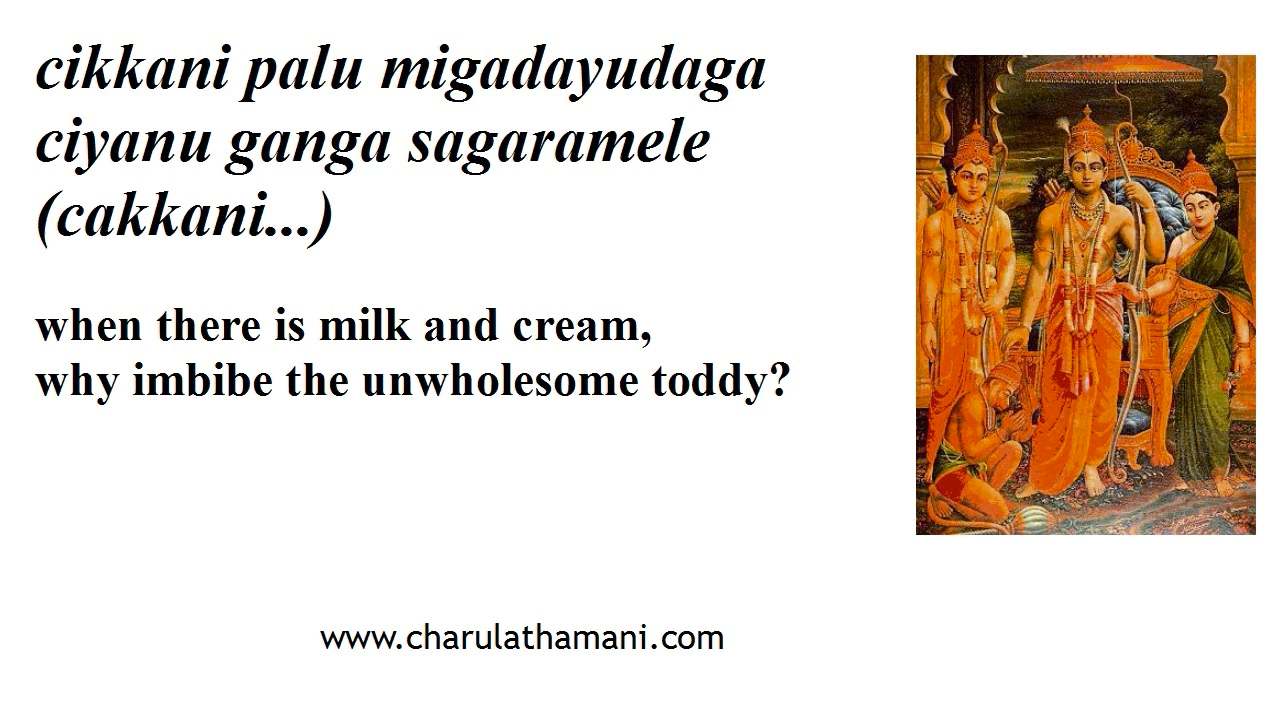 cikkani palu migadayudaga
ciyanu ganga sagaramele
(cakkani...)
when there is milk and cream,
why imbibe the unwholesome toddy?
www.charulathamani.com